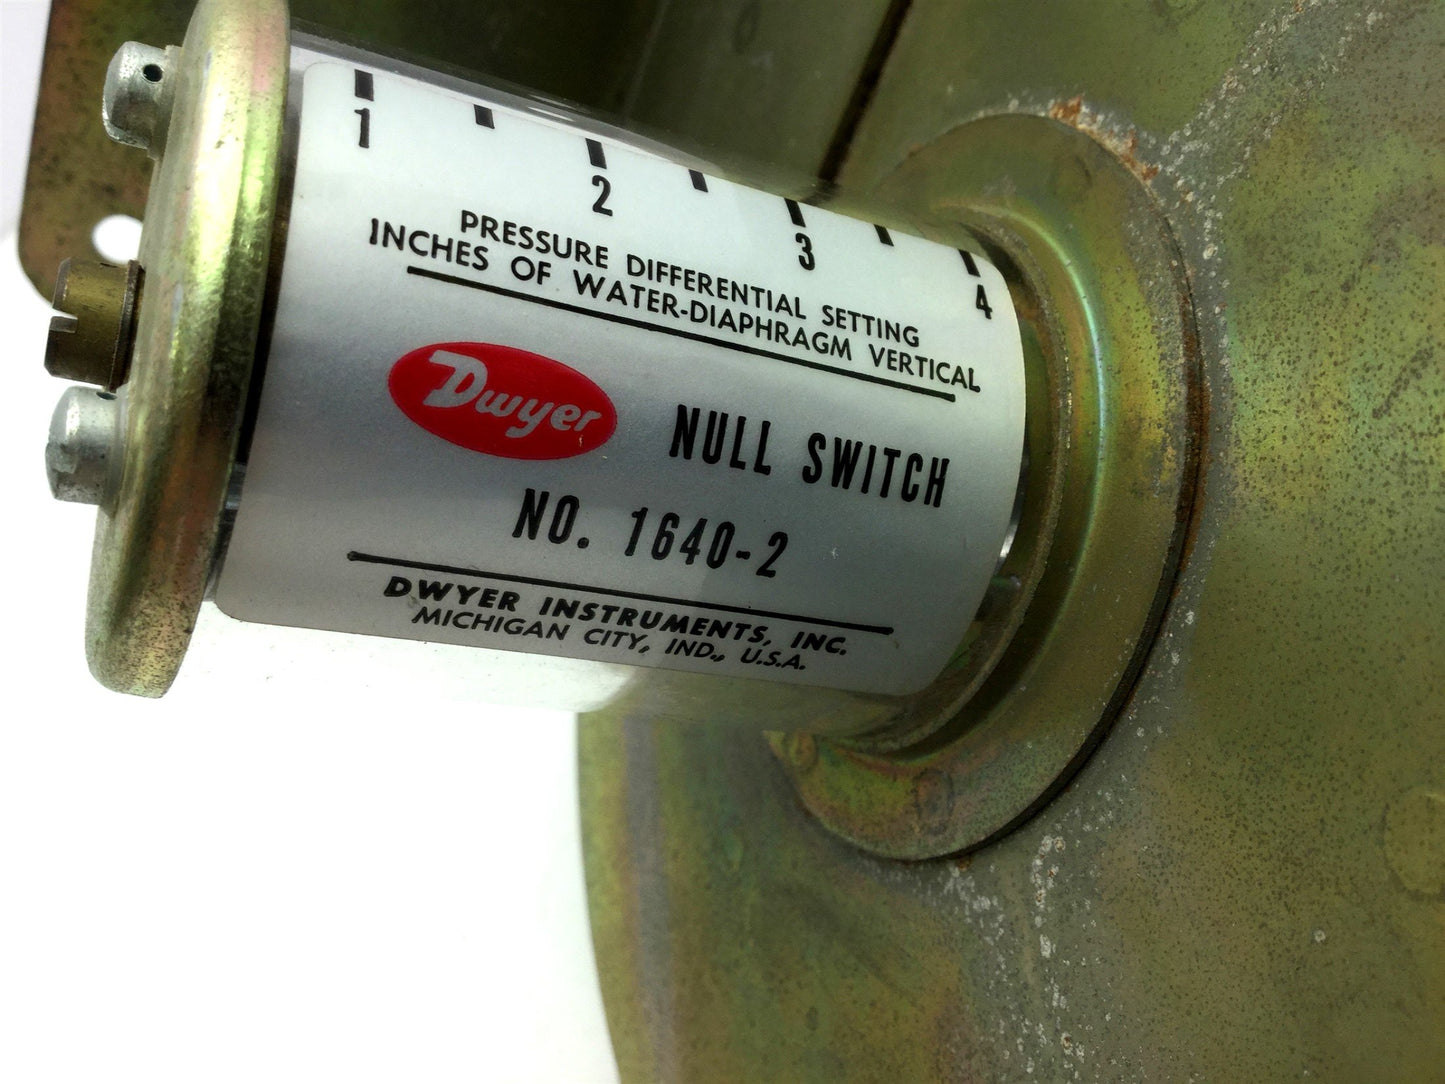 1 2 3 4
PRESSURE DIFFERENTIAL SETTING
INCHES OF WATER-DIAPHRAGM VERTICAL
Dwyer
NULL SWITCH
NO. 1640-2
DWYER INSTRUMENTS, INC.
MICHIGAN CITY, IND., U.S.A.